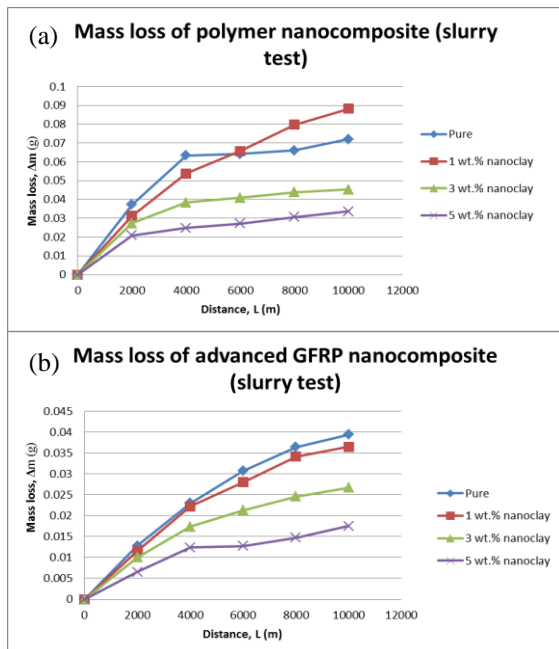 (a) Mass loss of polymer nanocomposite (slurry
test)
0.1
0.09
0.08
0.07
0.06
0.05
0.04
0.03
0.02
0.01
0
Mass loss, Δm (g)
0 2000 4000 6000 8000 10000 12000
Distance, L (m)
Pure
1 wt.% nanoclay
3 wt.% nanoclay
5 wt.% nanoclay
(b) Mass loss of advanced GFRP nanocomposite
(slurry test)
0.045
0.04
0.035
0.03
0.025
0.02
0.015
0.01
0.005
0
Mass loss, Δm (g)
0 2000 4000 6000 8000 10000 12000
Distance, L (m)
Pure
1 wt.% nanoclay
3 wt.% nanoclay
5 wt.% nanoclay